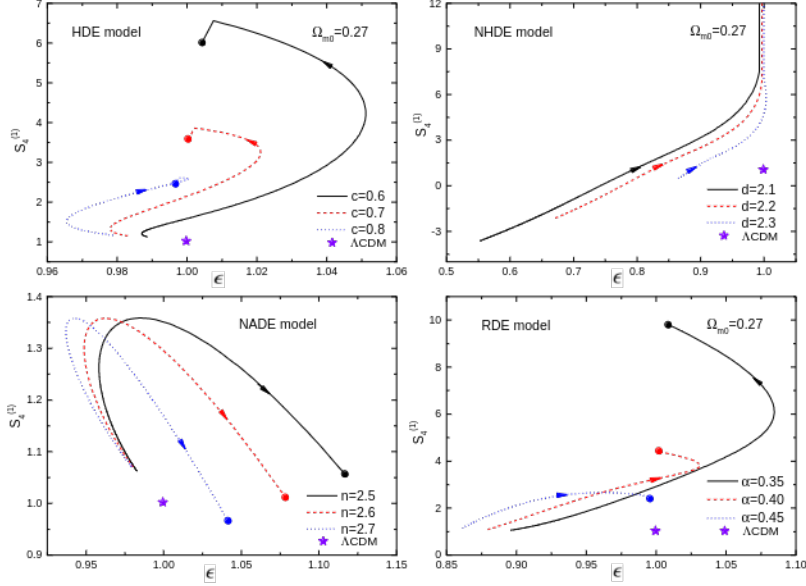 HDE model
Ω_m0=0.27
S_4^(1)
7
6
5
4
3
2
1
0.96
0.98
1.00
1.02
1.04
1.06
ϵ
c=0.6
c=0.7
c=0.8
ΛCDM
NHDE model
Ω_m0=0.27
S_4^(1)
12
9
6
3
0
-3
0.5
0.6
0.7
0.8
0.9
1.0
ϵ
d=2.1
d=2.2
d=2.3
ΛCDM
NADE model
S_4^(1)
1.4
1.3
1.2
1.1
1.0
0.9
0.95
1.00
1.05
1.10
1.15
ϵ
n=2.5
n=2.6
n=2.7
ΛCDM
RDE model
Ω_m0=0.27
S_4^(1)
10
8
6
4
2
0
0.85
0.90
0.95
1.00
1.05
1.10
ϵ
α=0.35
α=0.40
α=0.45
ΛCDM